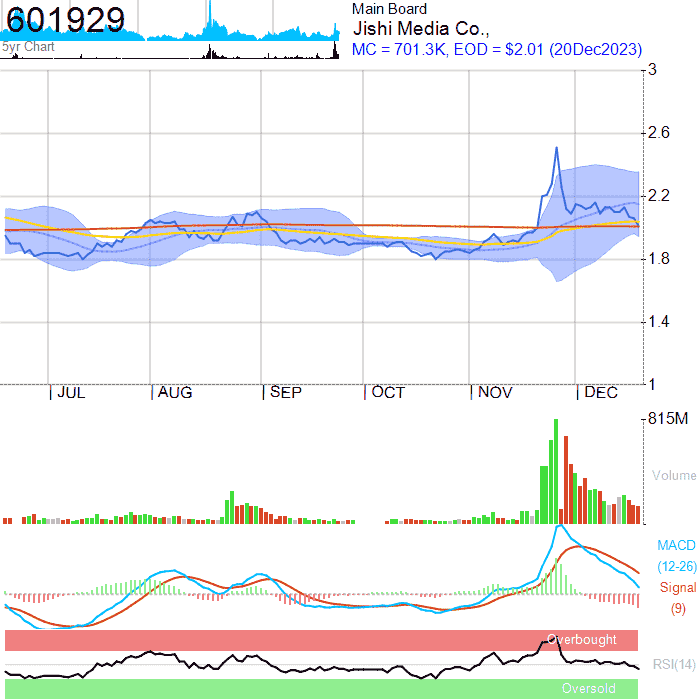 601929
5yr Chart
Main Board
Jishi Media Co.,
MC = 701.3K, EOD = $2.01 (20Dec2023)
3
2.6
2.2
1.8
1.4
1
JUL AUG SEP OCT NOV DEC
815M
Volume
MACD
(12-26)
Signal
(9)
Overbought
RSI(14)
Oversold